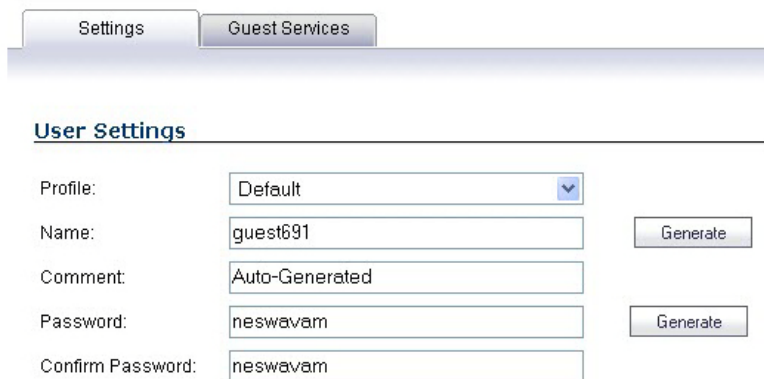 Settings Guest Services
User Settings
Profile: Default
Name: guest691 Generate
Comment: Auto-Generated
Password: neswavam Generate
Confirm Password: neswavam